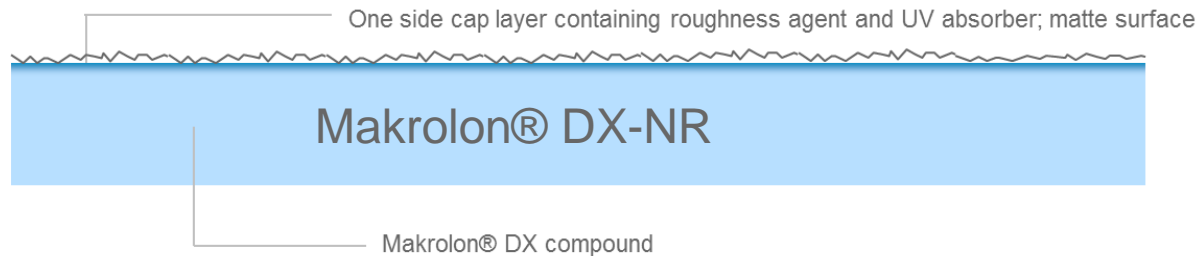 One side cap layer containing roughness agent and UV absorber; matte surface
Makrolon® DX-NR
Makrolon® DX compound